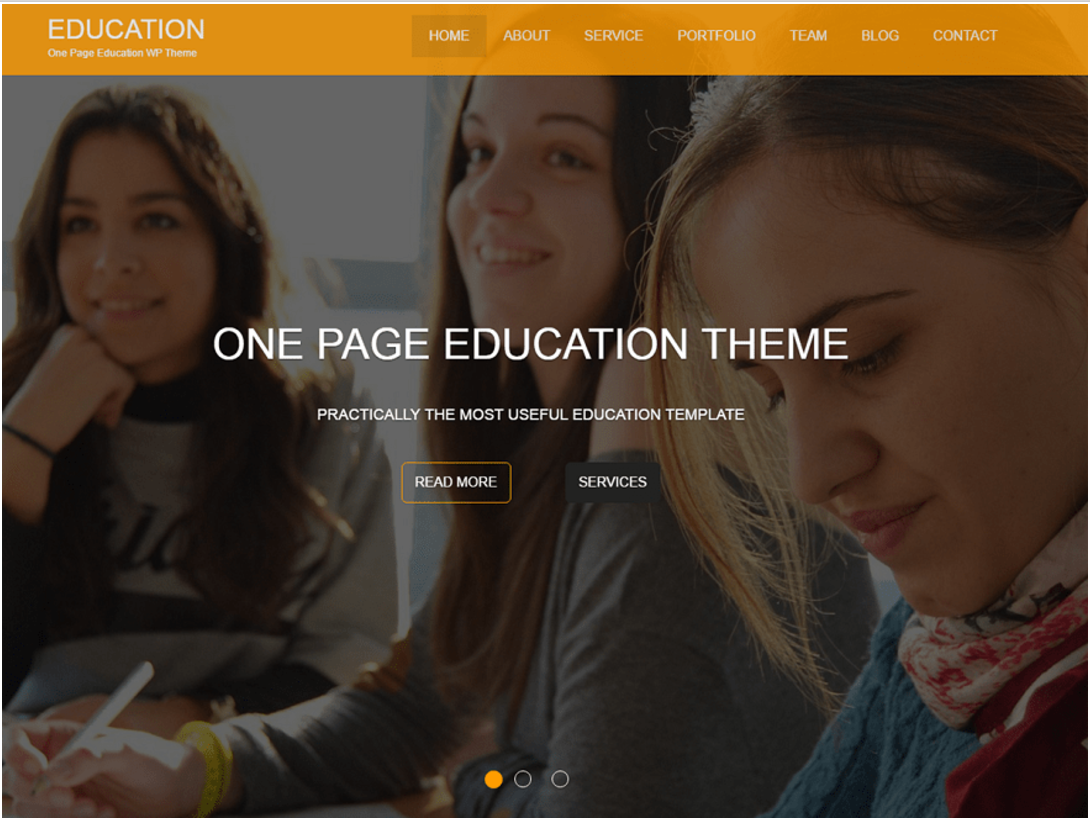 EDUCATION
One Page Education WP Theme
HOME ABOUT SERVICE PORTFOLIO TEAM BLOG CONTACT
ONE PAGE EDUCATION THEME
PRACTICALLY THE MOST USEFUL EDUCATION TEMPLATE
READ MORE SERVICES